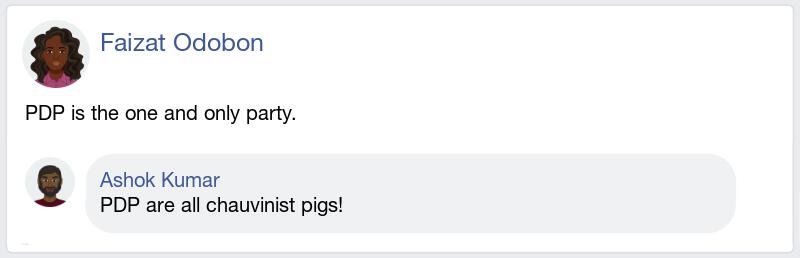 Faizat Odobon
PDP is the one and only party.
Ashok Kumar
PDP are all chauvinist pigs!